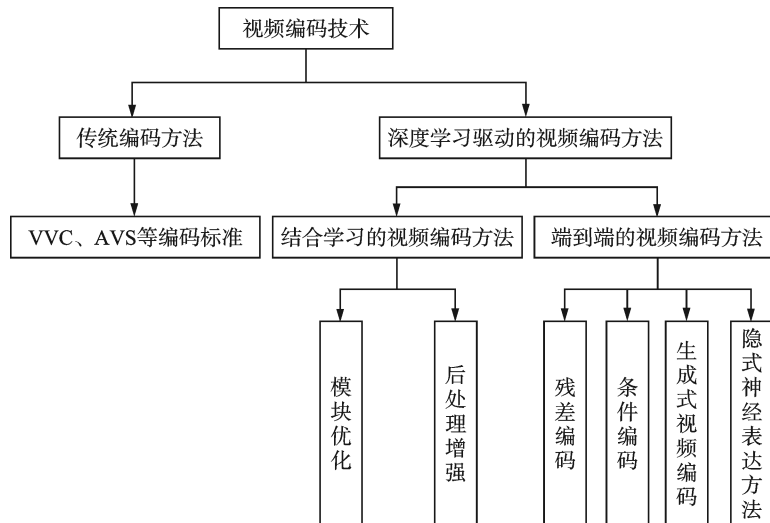 视频编码技术
传统编码方法
深度学习驱动的视频编码方法
VVC、AVS等编码标准
结合学习的视频编码方法
端到端的视频编码方法
模块优化
后处理增强
残差编码
条件编码
生成式视频编码
隐式神经表达方法